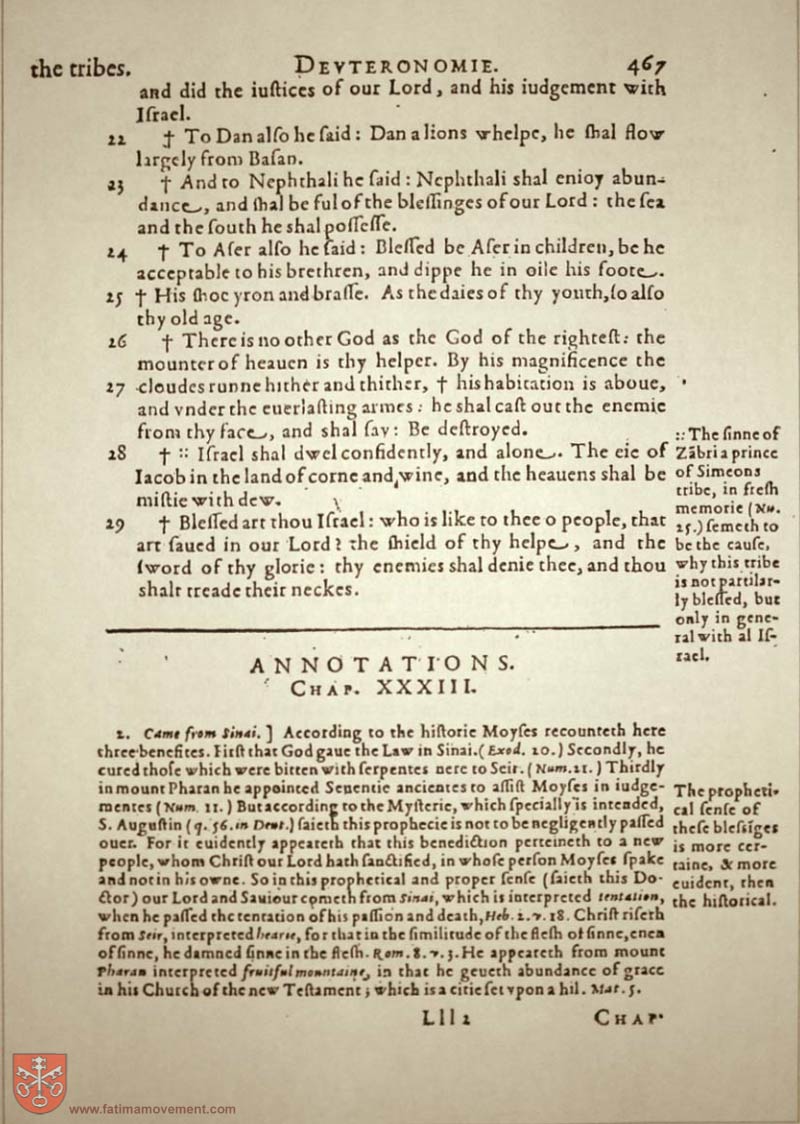 the tribes. DEVTERONOMIE. 467
and did the iuſtices of our Lord, and his iudgement with
Iſrael.
22 † To Dan alſo he ſaid: Dan a lions whelpe, he ſhal flow
largely from Baſan.
23 † And to Nephthali he ſaid: Nephthali shal enioy abun-
dance, and ſhal be ful of the bleſſinges of our Lord: the ſea
and the ſouth he shal poſſeſſe.
24 † To Aſer alſo he ſaid: Bleſſed be Aſer in children, be he
acceptable to his brethren, and dippe he in oile his foote.
25 † His ſhoe yron and braſſe. As the daies of thy youth, ſo alſo
thy old age.
26 † There is no other God as the God of the righteſt: the
mounter of heauen is thy helper. By his magnificence the
27 cloudes runne hither and thither, † his habitation is aboue,
and vnder the euerlaſting armes: he shal caſt out the enemie
from thy face, and shal ſay: Be deſtroyed.
28 † :: Iſrael shal dwel confidently, and alone. The eie of
Iacob in the land of corne and wine, and the heauens shal be
miſtie with dew.
29 † Bleſſed art thou Iſrael: who is like to thee o people, that
art ſaued in our Lord? the ſhield of thy helpe, and the
ſword of thy glorie: thy enemies shal denie thee, and thou
shalt treade their neckes.
:: The ſinne of
Zãbri a prince
of Simeons
tribe, in freſh
memorie (Nu.
25.) ſemeth to
be the cauſe,
why this tribe
is not partilar-
ly bleſſed, but
only in gene-
ral with al Iſ-
rael.
ANNOTATIONS.
CHAP. XXXIII.
2. Came from Sinai.] According to the hiſtorie Moyſes recounteth here
three benefites. Firſt that God gaue the Law in Sinai. (Exod. 20.) Secondly, he
cured thoſe which were bitten with ſerpentes nere to Seir. (Num. 21.) Thirdly
in mount Pharan he appointed Seuentie ancientes to aſſiſt Moyſes in iudge-
mentes (Num. 11.) But according to the Myſterie, which ſpecially is intended,
S. Auguſtin (q. 56. in Deut.) ſaieth this prophecie is not to be negligently paſſed
ouer. For it euidently appeareth that this benediction perteineth to a new
people, whom Chriſt our Lord hath ſanctified, in whoſe perſon Moyſes ſpake
and not in his owne. So in this prophetical and proper ſenſe (ſaieth this Do-
ctor) our Lord and Sauiour cometh from Sinai, which is interpreted tentation,
when he paſſed the tentation of his paſſion and death, Heb. 2. v. 18. Chriſt riſeth
from Seir, interpreted hearie, for that in the ſimilitude of the fleſh of ſinne, euen
of ſinne, he damned ſinne in the fleſh. Rom. 8. v. 3. He appeareth from mount
Pharan interpreted fruitful mountaine, in that he geueth abundance of grace
in his Church of the new Teſtament; which is a citie ſet vpon a hil. Mat. 5.
The propheti-
cal ſenſe of
theſe bleſſĩges
is more cer-
taine, & more
euident, then
the hiſtorical.
Lll 2 CHAP.
www.fatimamovement.com